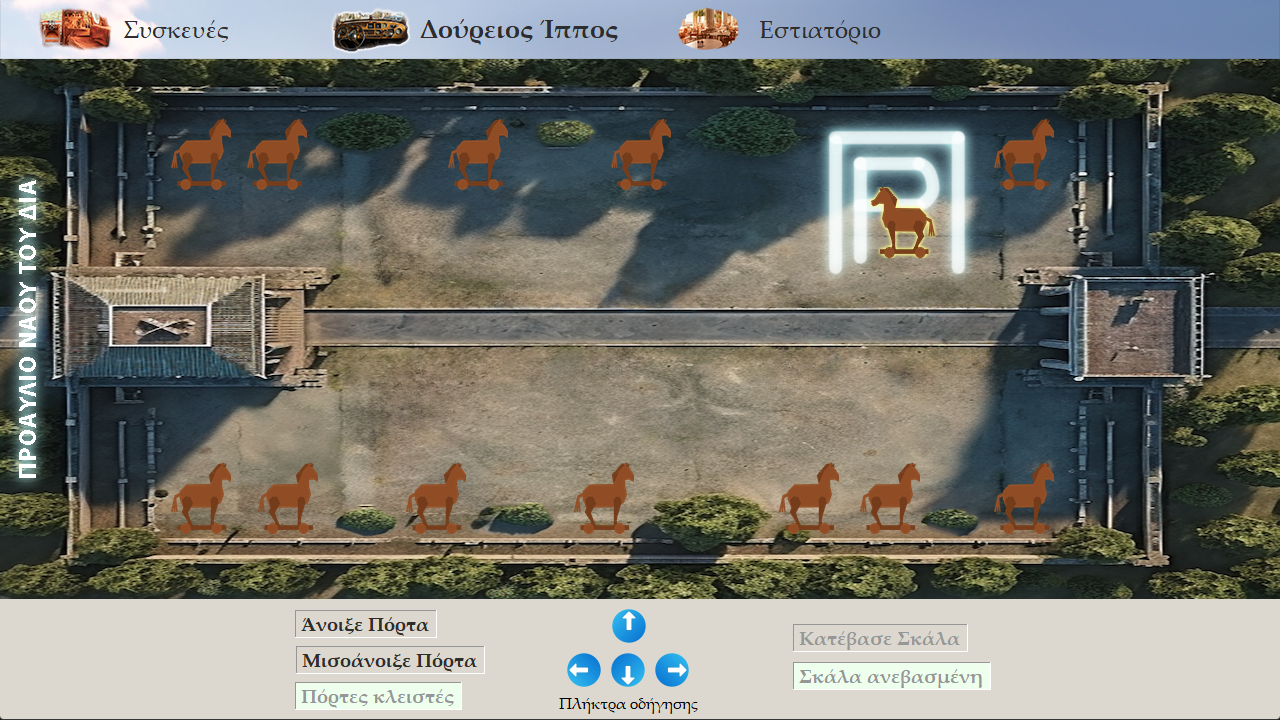 Συσκευές
Δούρειος Ίππος
Εστιατόριο
ΠΡΟΑΥΛΙΟ ΝΑΟΥ ΤΟΥ ΔΙΑ
P
Άνοιξε Πόρτα
Μισοάνοιξε Πόρτα
Πόρτες κλειστές
Πλήκτρα οδήγησης
Κατέβασε Σκάλα
Σκάλα ανεβασμένη